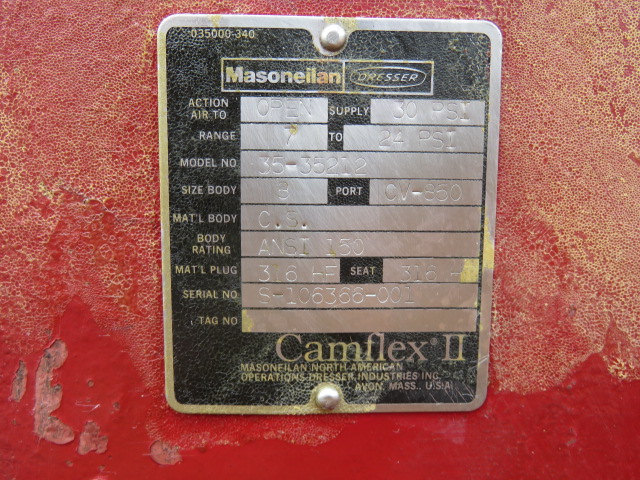 035000-340
Masoneilan DRESSER
ACTION AIR TO OPEN SUPPLY 30 PSI
RANGE 7 TO 24 PSI
MODEL NO 35-35212
SIZE BODY 8 PORT CV-850
MAT'L BODY C.S.
BODY RATING ANSI 150
MAT'L PLUG 316 HF SEAT 316 H
SERIAL NO S-106366-001
TAG NO
Camflex II
MASONEILAN NORTH AMERICAN
OPERATIONS-DRESSER INDUSTRIES INC.
AVON, MASS., U.S.A.